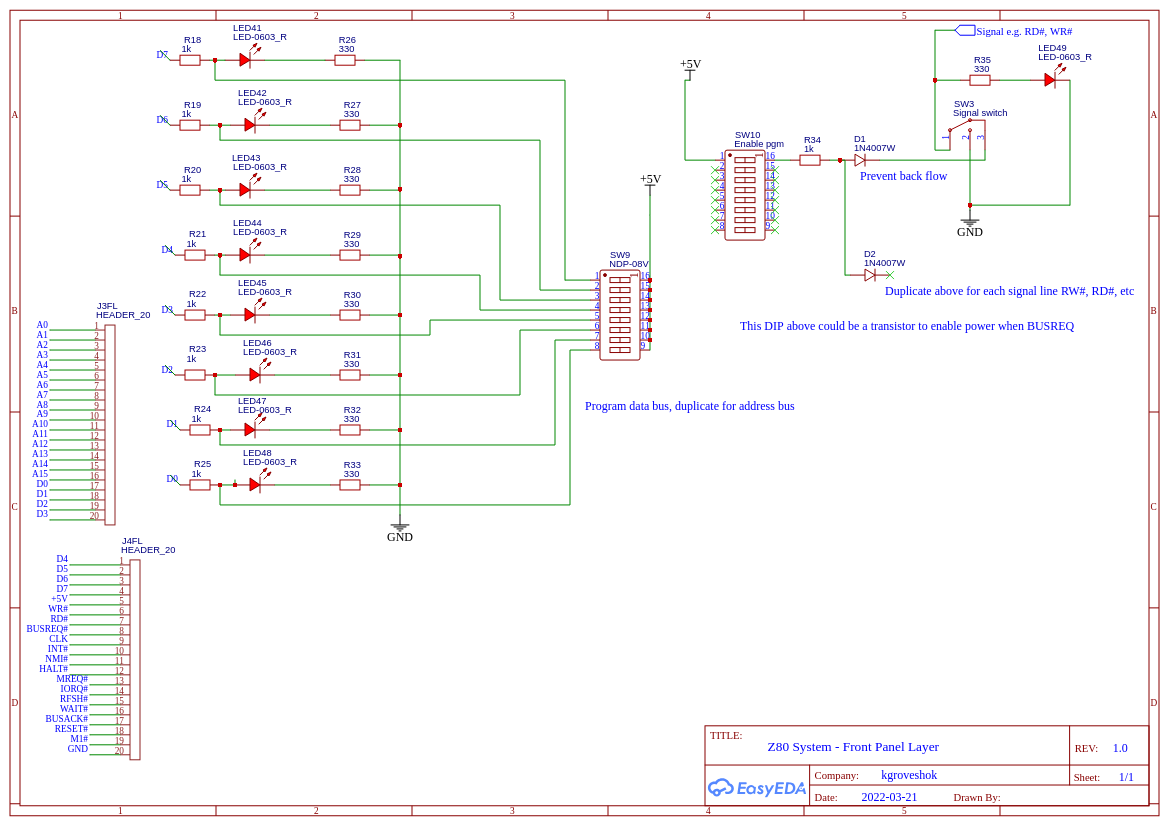 1 2 3 4 5
A
B
C
D
A
B
C
D
LED41
LED-0603_R
R18
1k
D7
R26
330
LED42
LED-0603_R
R19
1k
D6
R27
330
LED43
LED-0603_R
R20
1k
D5
R28
330
LED44
LED-0603_R
R21
1k
D4
R29
330
LED45
LED-0603_R
R22
1k
D3
R30
330
LED46
LED-0603_R
R23
1k
D2
R31
330
LED47
LED-0603_R
R24
1k
D1
R32
330
LED48
LED-0603_R
R25
1k
D0
R33
330
GND
+5V
SW9
NDP-08V
1 16
2 15
3 14
4 13
5 12
6 11
7 10
8 9
1
Program data bus, duplicate for address bus
+5V
SW10
Enable pgm
1 16
2 15
3 14
4 13
5 12
6 11
7 10
8 9
1
R34
1k
D1
1N4007W
Prevent back flow
D2
1N4007W
Signal e.g. RD#, WR#
LED49
LED-0603_R
R35
330
SW3
Signal switch
1 2 3
GND
Duplicate above for each signal line RW#, RD#, etc
This DIP above could be a transistor to enable power when BUSREQ
J3FL
HEADER_20
A0 1
A1 2
A2 3
A3 4
A4 5
A5 6
A6 7
A7 8
A8 9
A9 10
A10 11
A11 12
A12 13
A13 14
A14 15
A15 16
D0 17
D1 18
D2 19
D3 20
J4FL
HEADER_20
D4 1
D5 2
D6 3
D7 4
+5V 5
WR# 6
RD# 7
BUSREQ# 8
CLK 9
INT# 10
NMI# 11
HALT# 12
MREQ# 13
IORQ# 14
RFSH# 15
WAIT# 16
BUSACK# 17
RESET# 18
M1# 19
GND 20
TITLE:
Z80 System - Front Panel Layer
REV: 1.0
EasyEDA
Company: kgroveshok
Sheet: 1/1
Date: 2022-03-21 Drawn By:
1 2 3 4 5